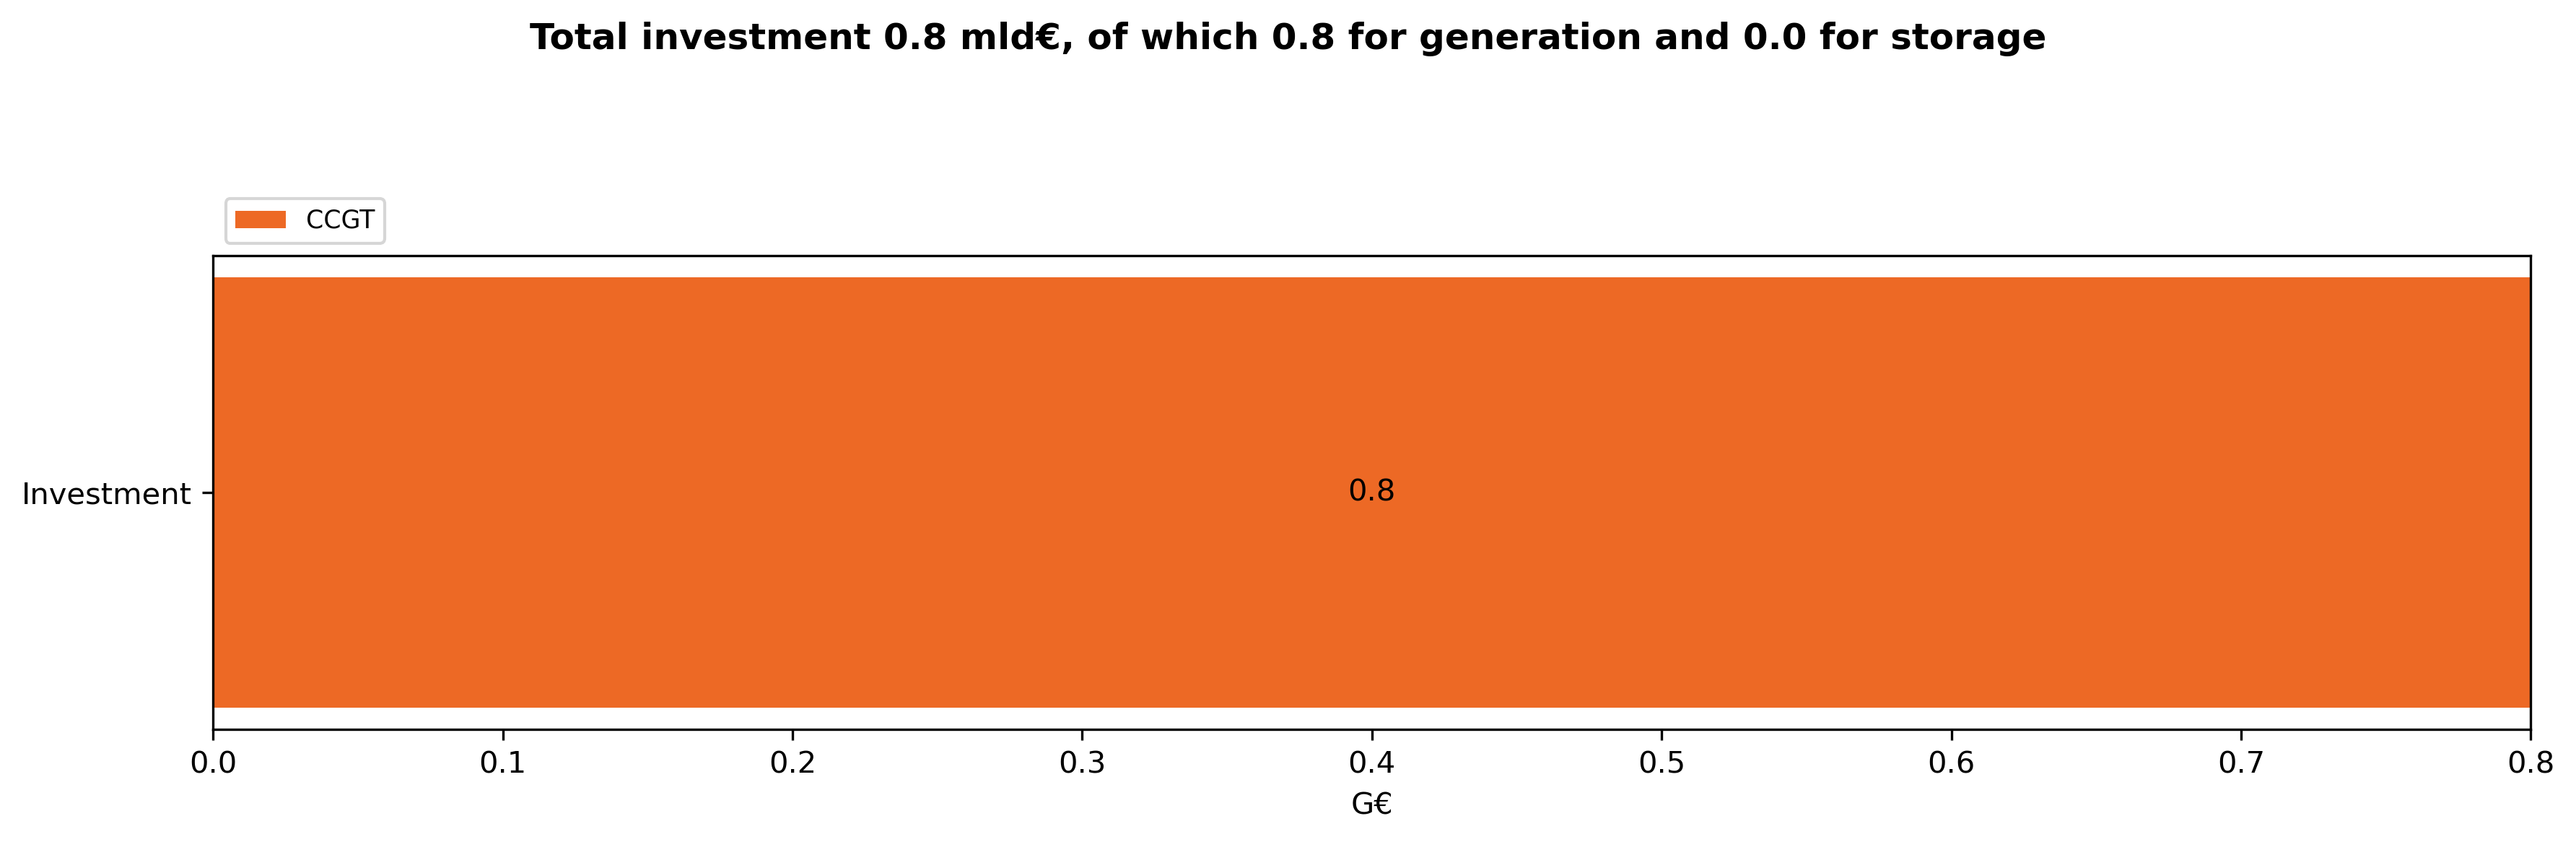 Total investment 0.8 mld€, of which 0.8 for generation and 0.0 for storage
CCGT
Investment
0.8
0.0 0.1 0.2 0.3 0.4 0.5 0.6 0.7 0.8
G€